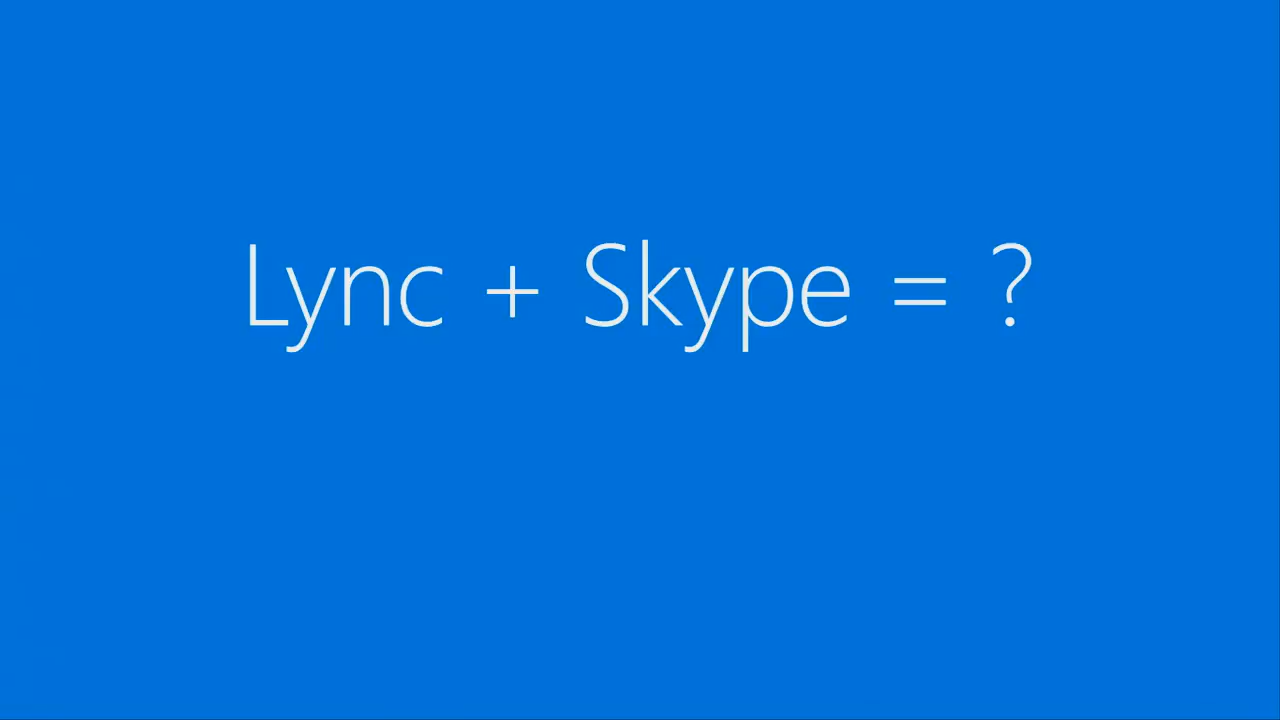 Lync + Skype = ?